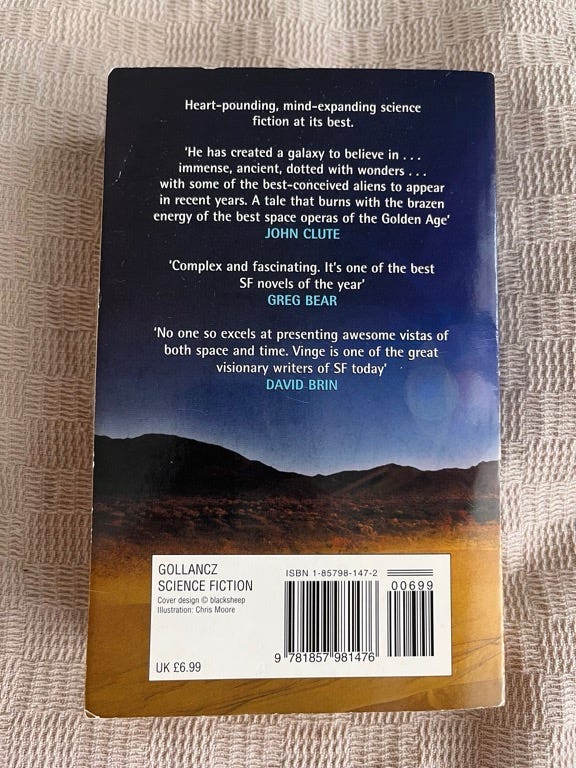 Heart-pounding, mind-expanding science
fiction at its best.
'He has created a galaxy to believe in . . .
immense, ancient, dotted with wonders . . .
with some of the best-conceived aliens to appear
in recent years. A tale that burns with the brazen
energy of the best space operas of the Golden Age'
JOHN CLUTE
'Complex and fascinating. It's one of the best
SF novels of the year'
GREG BEAR
'No one so excels at presenting awesome vistas of
both space and time. Vinge is one of the great
visionary writers of SF today'
DAVID BRIN
GOLLANCZ
SCIENCE FICTION
Cover design © blacksheep
Illustration: Chris Moore
UK £6.99
ISBN 1-85798-147-2
00699
9 781857 981476